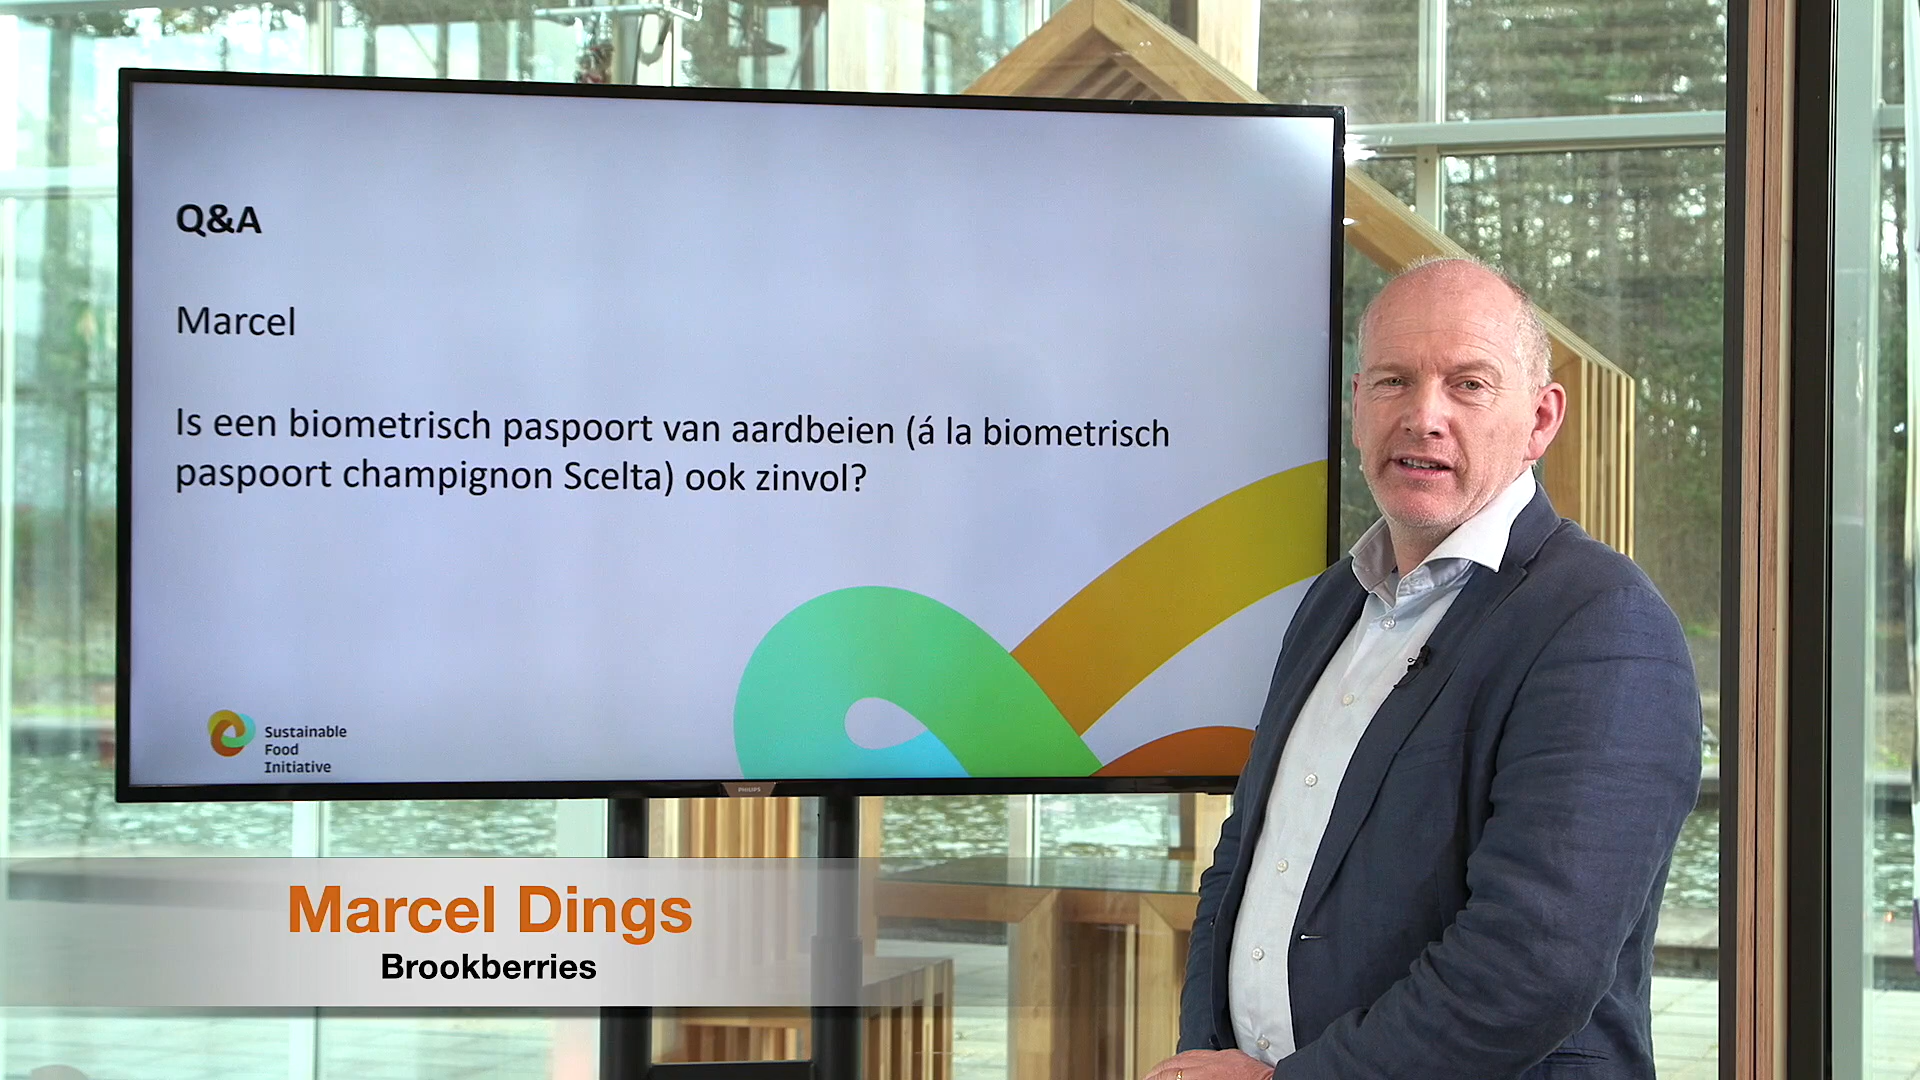 Q&A
Marcel
Is een biometrisch paspoort van aardbeien (á la biometrisch
paspoort champignon Scelta) ook zinvol?
Sustainable
Food
Initiative
PHILIPS
Marcel Dings
Brookberries